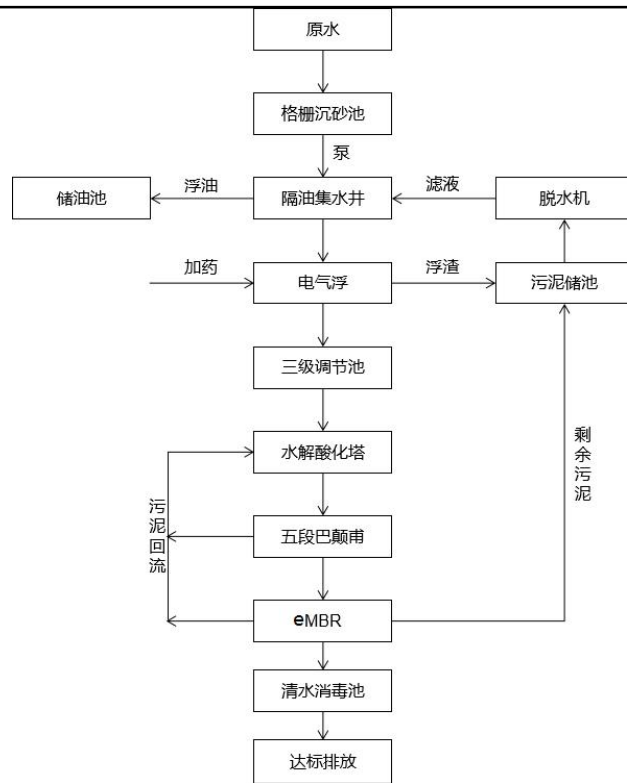 原水
格栅沉砂池
泵
储油池
浮油
隔油集水井
滤液
脱水机
加药
电气浮
浮渣
污泥储池
三级调节池
水解酸化塔
污泥回流
剩余污泥
五段巴颠甫
eMBR
清水消毒池
达标排放